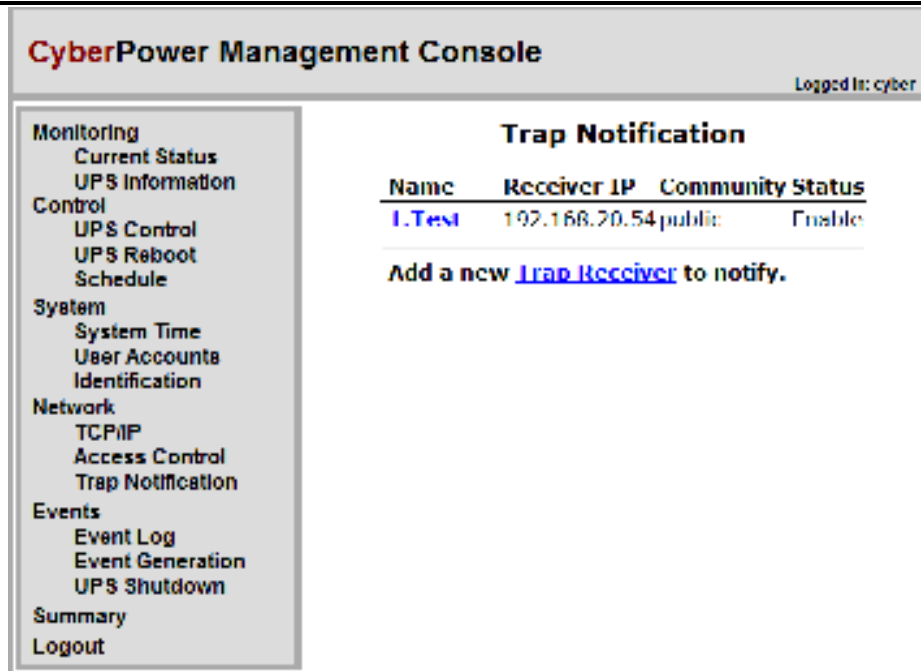 CyberPower Management Console
Logged in: cyber
Monitoring
Current Status
UPS Information
Control
UPS Control
UPS Reboot
Schedule
System
System Time
User Accounts
Identification
Network
TCP/IP
Access Control
Trap Notification
Events
Event Log
Event Generation
UPS Shutdown
Summary
Logout
Trap Notification
Name Receiver IP Community Status
1.Test 192.168.20.54 public Enable
Add a new Trap Receiver to notify.